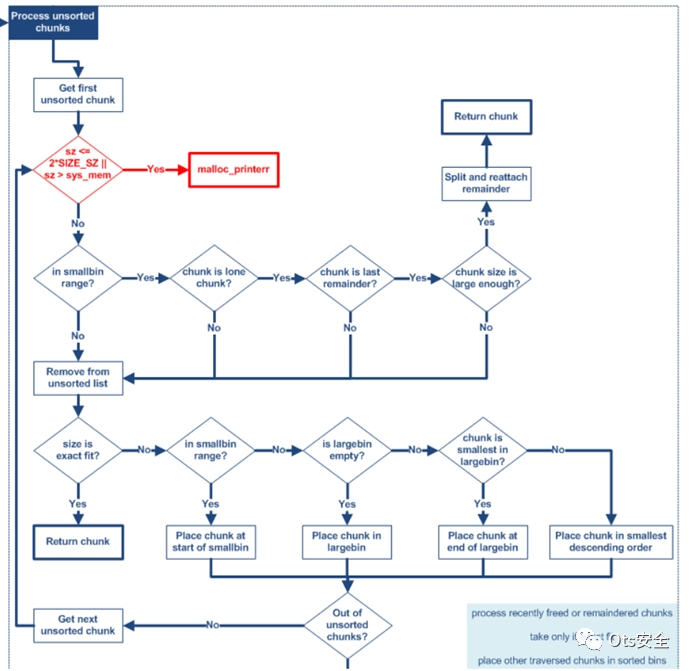 Process unsorted
chunks
Get first
unsorted chunk
sz <=
2*SIZE_SZ ||
sz > sys_mem
Yes
malloc_printerr
Return chunk
Split and reattach
remainder
Yes
No
in smallbin
range?
Yes
chunk is lone
chunk?
Yes
chunk is last
remainder?
Yes
chunk size is
large enough?
No
No
No
No
Remove from
unsorted list
size is
exact fit?
No
in smallbin
range?
No
is largebin
empty?
No
chunk is
smallest in
largebin?
No
Yes
Yes
Yes
Yes
Return chunk
Place chunk at
start of smallbin
Place chunk in
largebin
Place chunk at
end of largebin
Place chunk in smallest
descending order
Get next
unsorted chunk
No
Out of
unsorted
chunks?
process recently freed or remaindered chunks
take only
Ots安全
place other traversed chunks in sorted bins